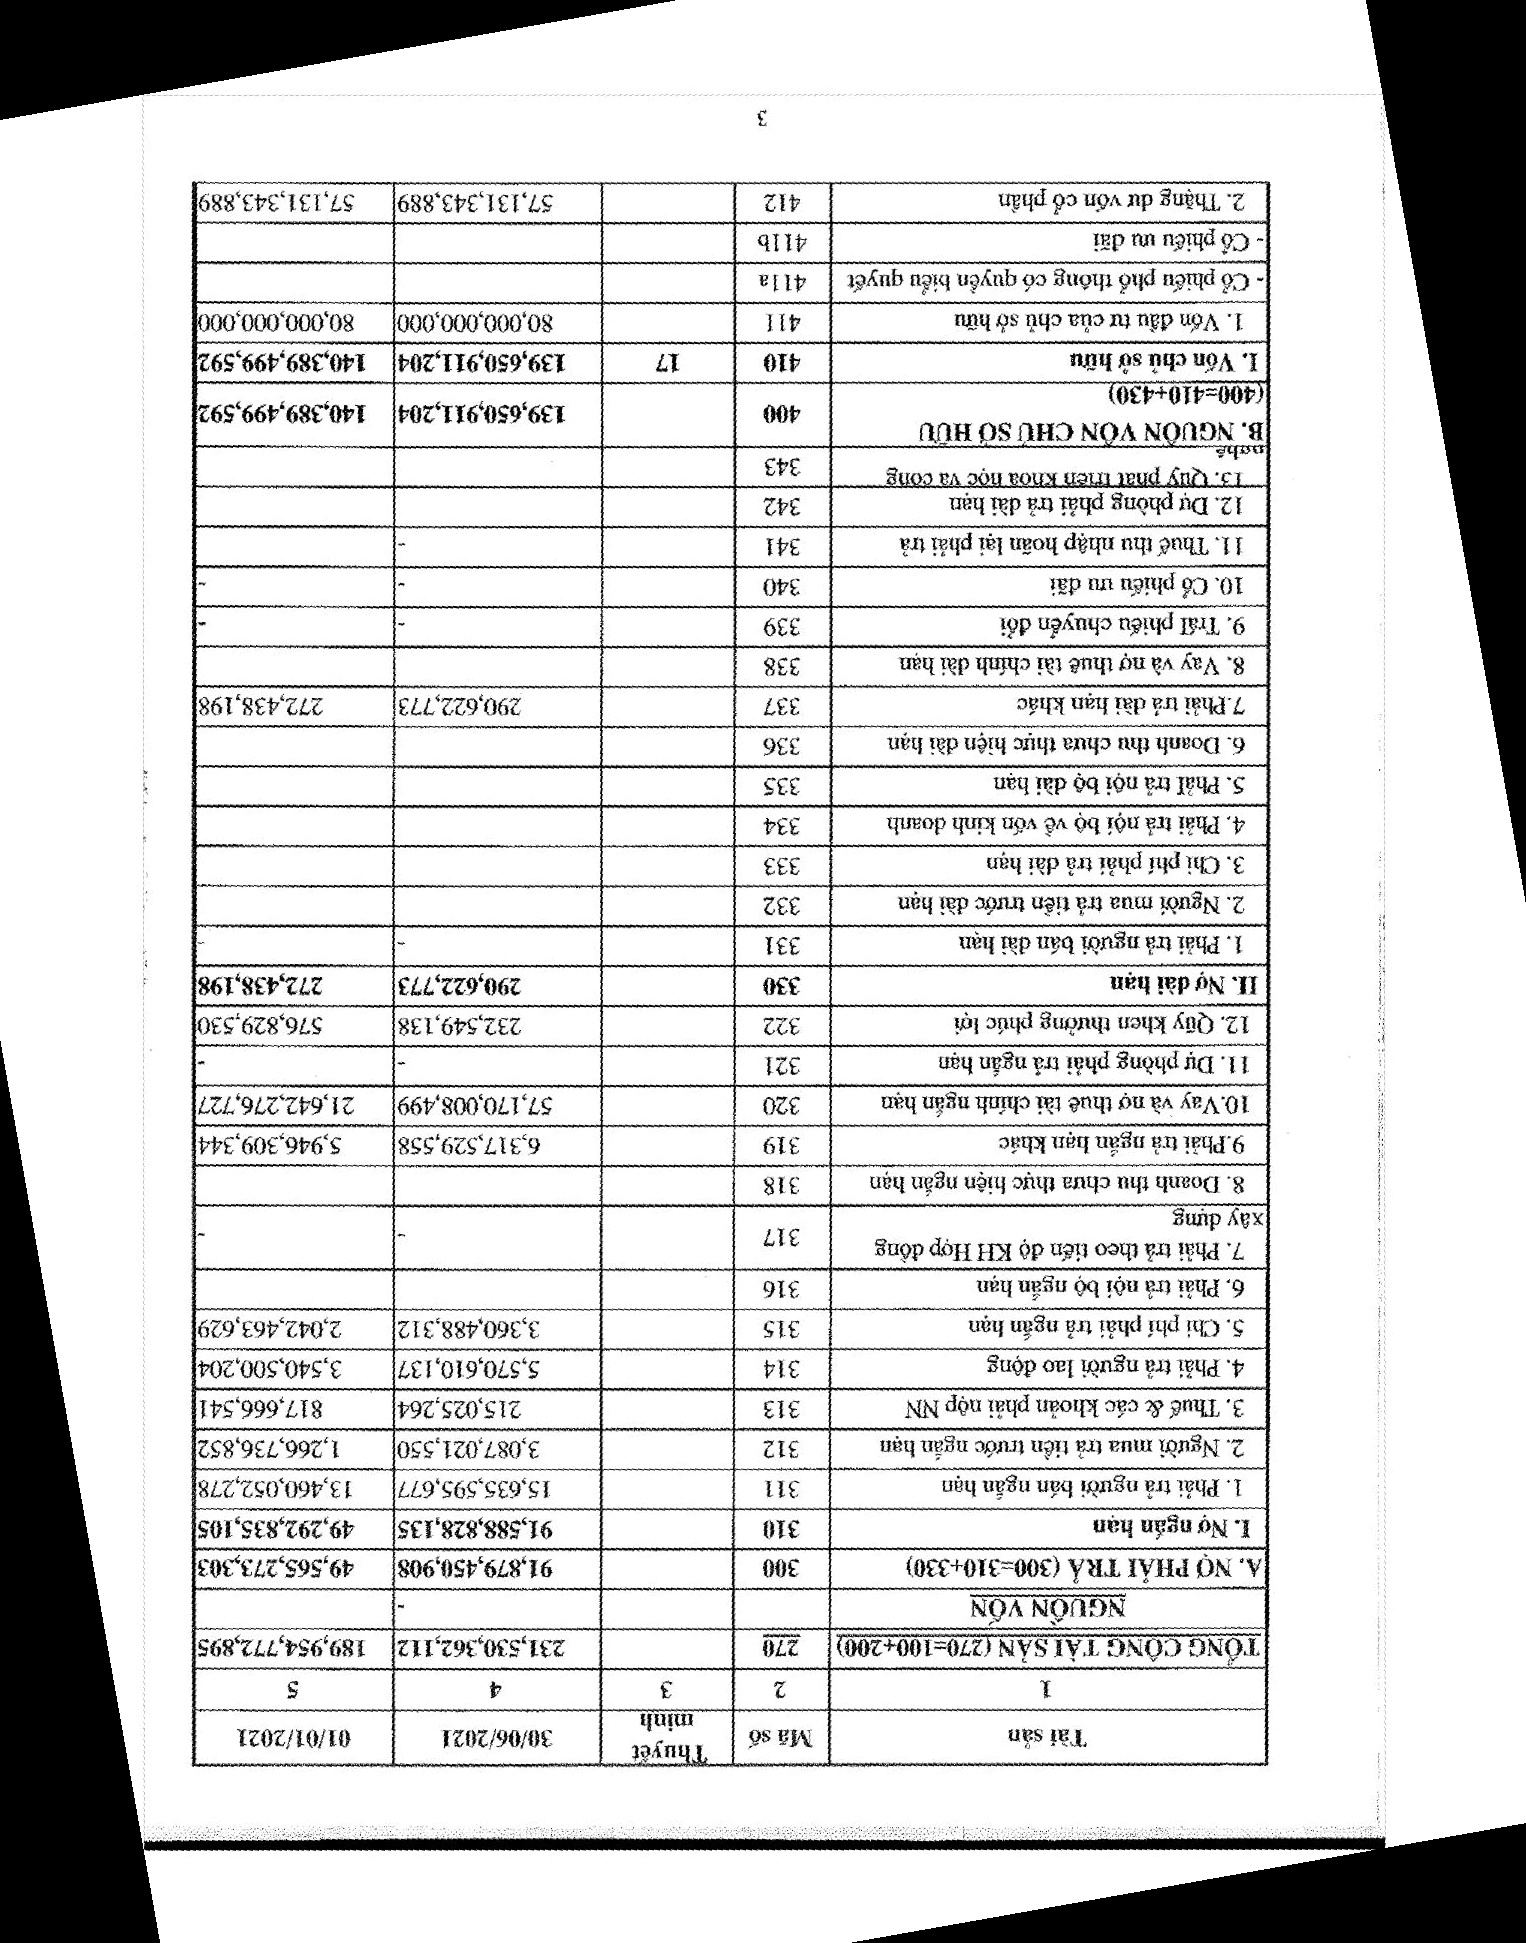 Tài sản Mã số Thuyết minh 30/06/2021 01/01/2021
1 2 3 4 5
TỔNG CỘNG TÀI SẢN (270=100+200) 270 231,530,362,112 189,954,772,895
NGUỒN VỐN -
A. NỢ PHẢI TRẢ (300=310+330) 300 91,879,450,908 49,565,273,303
I. Nợ ngắn hạn 310 91,588,828,135 49,292,835,105
1. Phải trả người bán ngắn hạn 311 15,635,595,677 13,460,052,278
2. Người mua trả tiền trước ngắn hạn 312 3,087,021,550 1,266,736,852
3. Thuế & các khoản phải nộp NN 313 215,025,264 817,666,541
4. Phải trả người lao động 314 5,570,610,137 3,540,500,204
5. Chi phí phải trả ngắn hạn 315 3,360,488,312 2,042,463,629
6. Phải trả nội bộ ngắn hạn 316
7. Phải trả theo tiến độ KH Hợp đồng
xây dựng 317 - -
8. Doanh thu chưa thực hiện ngắn hạn 318
9.Phải trả ngắn hạn khác 319 6,317,529,558 5,946,309,344
10.Vay và nợ thuê tài chính ngắn hạn 320 57,170,008,499 21,642,276,727
11. Dự phòng phải trả ngắn hạn 321 - -
12. Qũy khen thưởng phúc lợi 322 232,549,138 576,829,530
II. Nợ dài hạn 330 290,622,773 272,438,198
1. Phải trả người bán dài hạn 331 - -
2. Người mua trả tiền trước dài hạn 332
3. Chi phí phải trả dài hạn 333
4. Phải trả nội bộ về vốn kinh doanh 334
5. PhảI trả nội bộ dài hạn 335
6. Doanh thu chưa thực hiện dài hạn 336
7.Phải trả dài hạn khác 337 290,622,773 272,438,198
8. Vay và nợ thuê tài chính dài hạn 338
9. TráI phiếu chuyển đổi 339 - -
10. Cổ phiếu ưu đãi 340 - -
11. Thuế thu nhập hoãn lại phải trả 341 -
12. Dự phòng phải trả dài hạn 342
13. Quỹ phát triển khoa học và công
nghệ 343
B. NGUỒN VỐN CHỦ SỞ HỮU
(400=410+430) 400 139,650,911,204 140,389,499,592
I. Vốn chủ sở hữu 410 17 139,650,911,204 140,389,499,592
1. Vốn đầu tư của chủ sở hữu 411 80,000,000,000 80,000,000,000
- Cổ phiếu phổ thông có quyền biểu quyết 411a
- Cổ phiếu ưu đãi 411b
2. Thặng dư vốn cổ phần 412 57,131,343,889 57,131,343,889
3